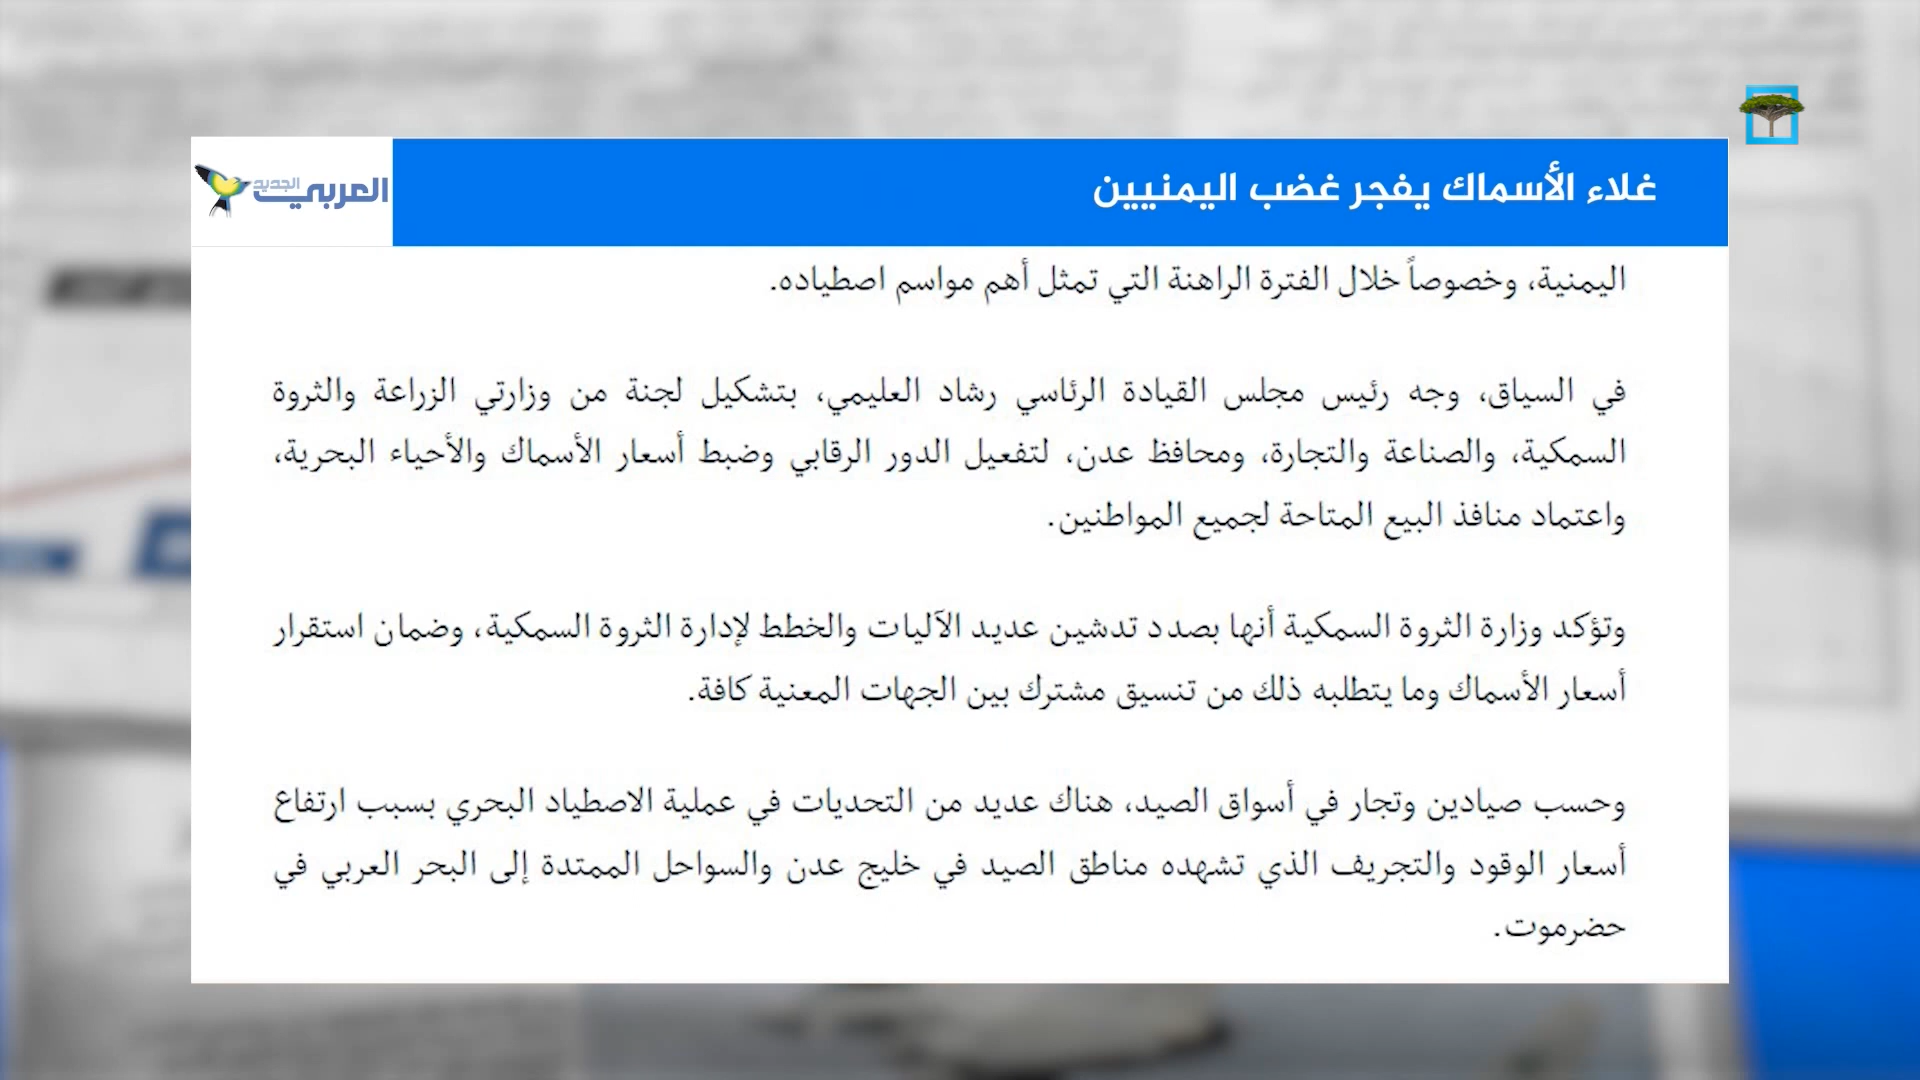 غلاء الأسماك يفجر غضب اليمنيين
العربي الجديد
اليمنية، وخصوصاً خلال الفترة الراهنة التي تمثل أهم مواسم اصطياده.
في السياق، وجه رئيس مجلس القيادة الرئاسي رشاد العليمي، بتشكيل لجنة من وزارتي الزراعة والثروة
السمكية، والصناعة والتجارة، ومحافظ عدن، لتفعيل الدور الرقابي وضبط أسعار الأسماك والأحياء البحرية،
واعتماد منافذ البيع المتاحة لجميع المواطنين.
وتؤكد وزارة الثروة السمكية أنها بصدد تدشين عديد الآليات والخطط لإدارة الثروة السمكية، وضمان استقرار
أسعار الأسماك وما يتطلبه ذلك من تنسيق مشترك بين الجهات المعنية كافة.
وحسب صيادين وتجار في أسواق الصيد، هناك عديد من التحديات في عملية الاصطياد البحري بسبب ارتفاع
أسعار الوقود والتجريف الذي تشهده مناطق الصيد في خليج عدن والسواحل الممتدة إلى البحر العربي في
حضرموت.